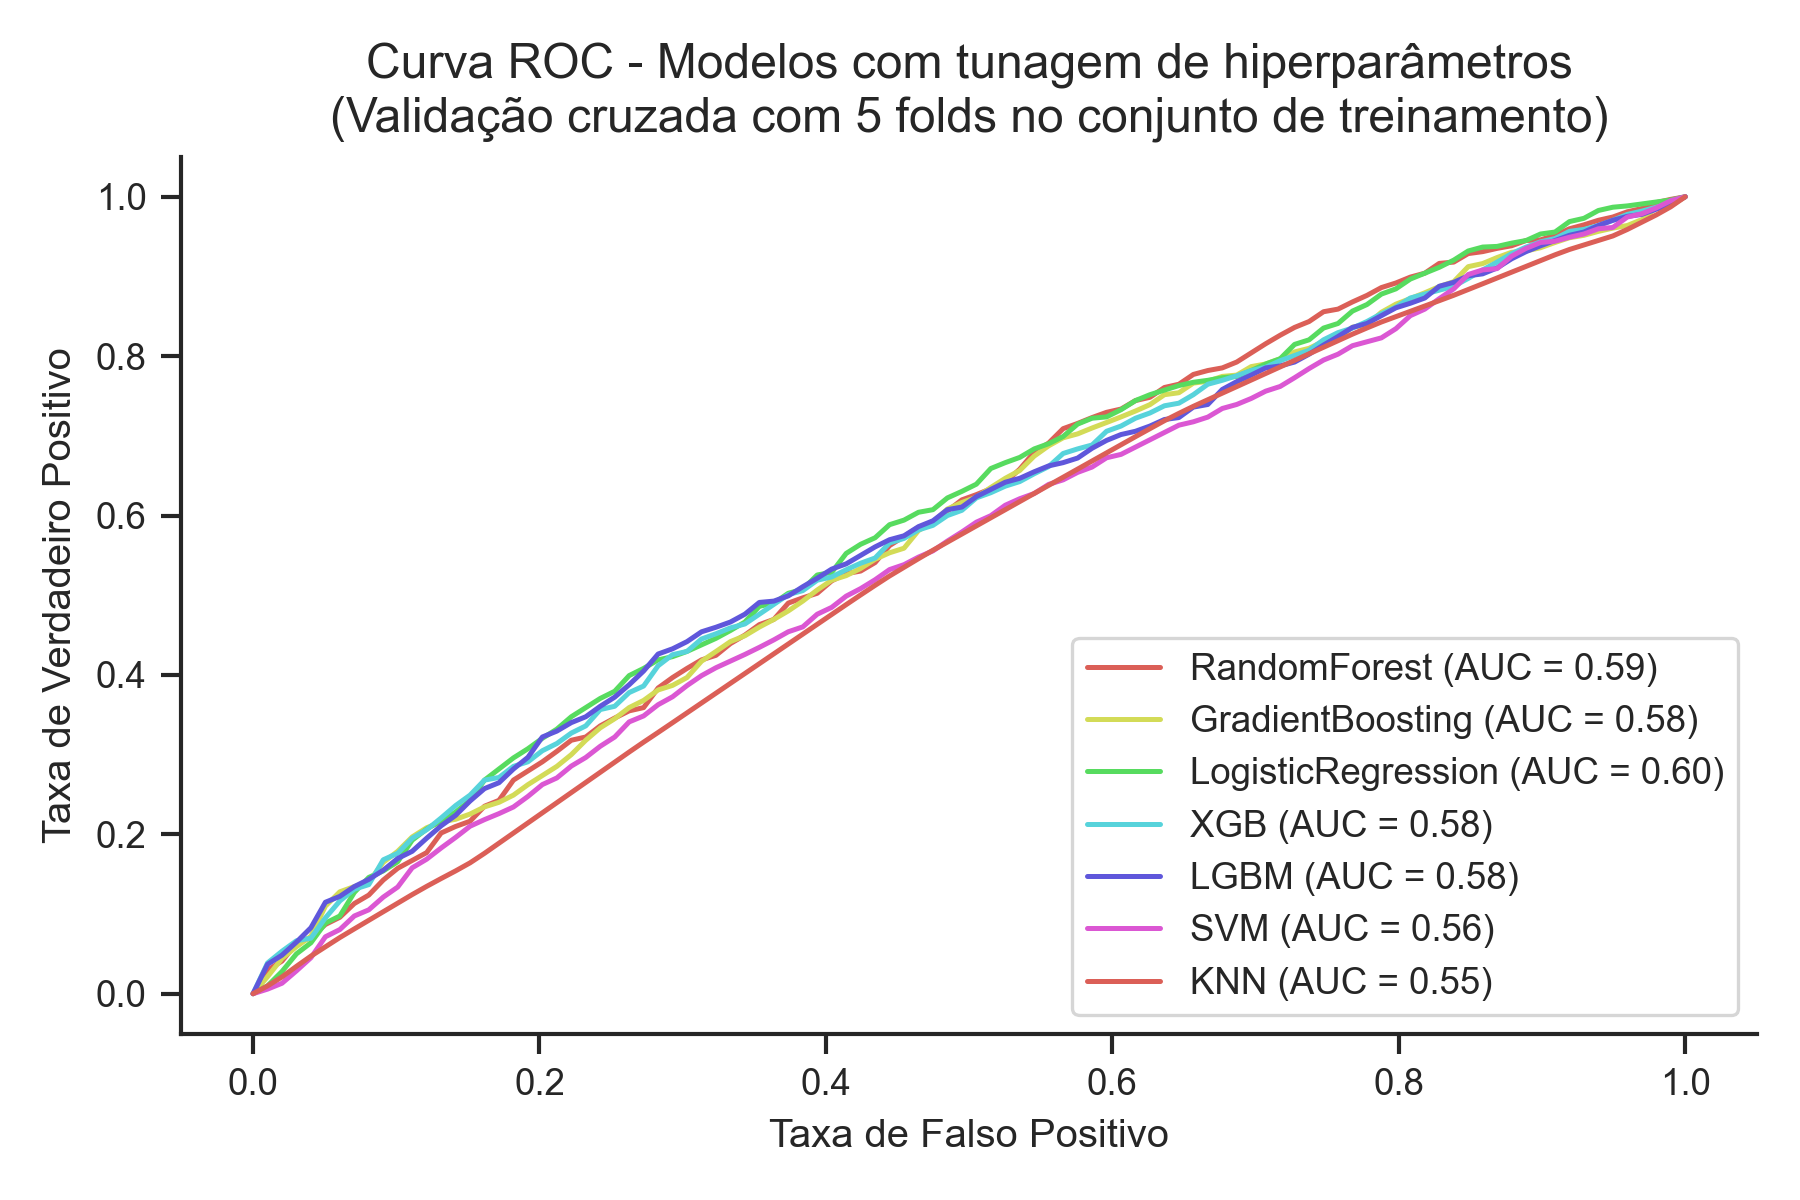 Curva ROC - Modelos com tunagem de hiperparâmetros
(Validação cruzada com 5 folds no conjunto de treinamento)
Taxa de Verdadeiro Positivo
1.0
0.8
0.6
0.4
0.2
0.0
RandomForest (AUC = 0.59)
GradientBoosting (AUC = 0.58)
LogisticRegression (AUC = 0.60)
XGB (AUC = 0.58)
LGBM (AUC = 0.58)
SVM (AUC = 0.56)
KNN (AUC = 0.55)
0.0 0.2 0.4 0.6 0.8 1.0
Taxa de Falso Positivo